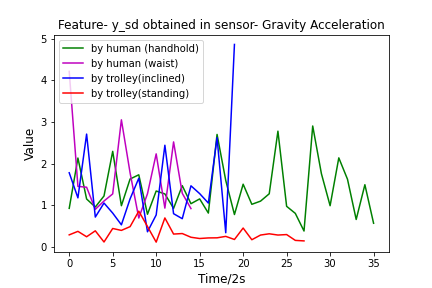 Feature- y_sd obtained in sensor- Gravity Acceleration
by human (handhold)
by human (waist)
by trolley(inclined)
by trolley(standing)
Value
5
4
3
2
1
0
0 5 10 15 20 25 30 35
Time/2s